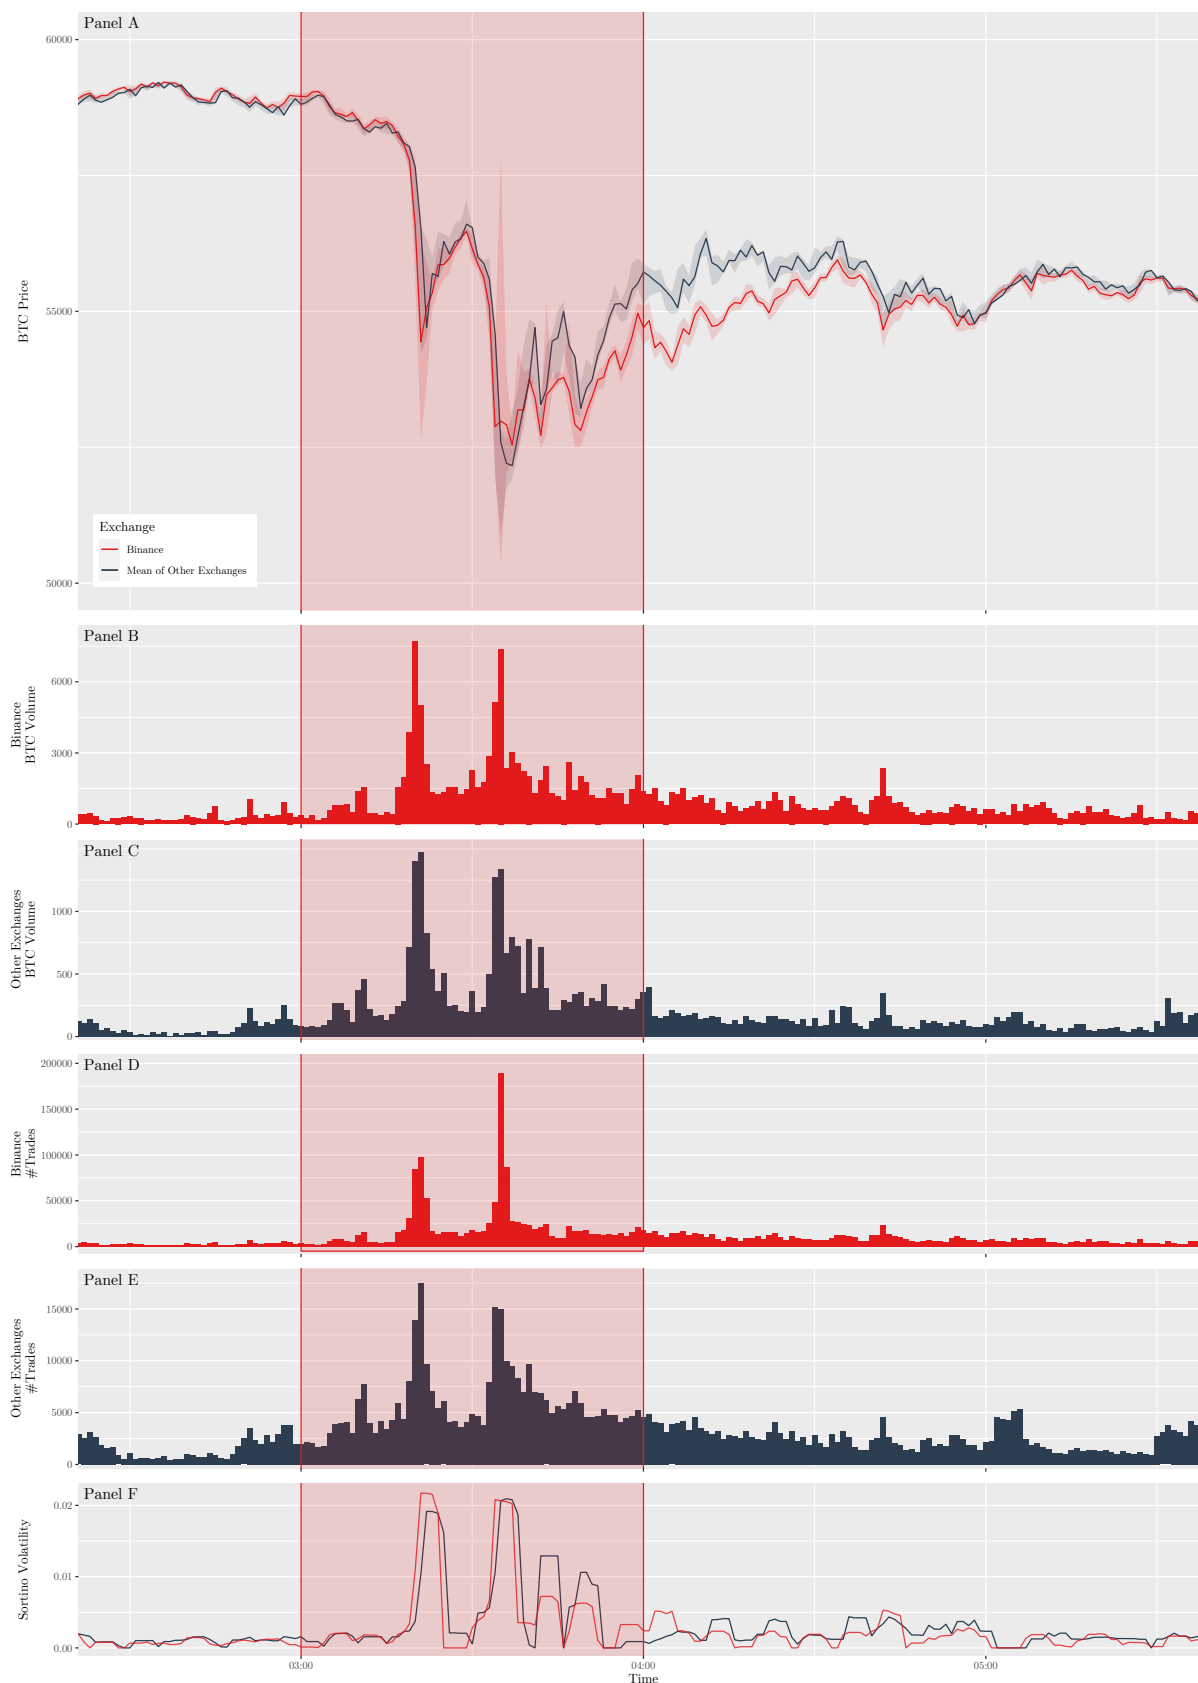 Panel A
60000
55000
50000
BTC Price
Exchange
Binance
Mean of Other Exchanges
Panel B
6000
3000
0
Binance
BTC Volume
Panel C
1000
500
0
Other Exchanges
BTC Volume
Panel D
200000
150000
100000
50000
0
Binance
#Trades
Panel E
15000
10000
5000
0
Other Exchanges
#Trades
Panel F
0.02
0.01
0.00
Sortino Volatility
03:00
04:00
05:00
Time